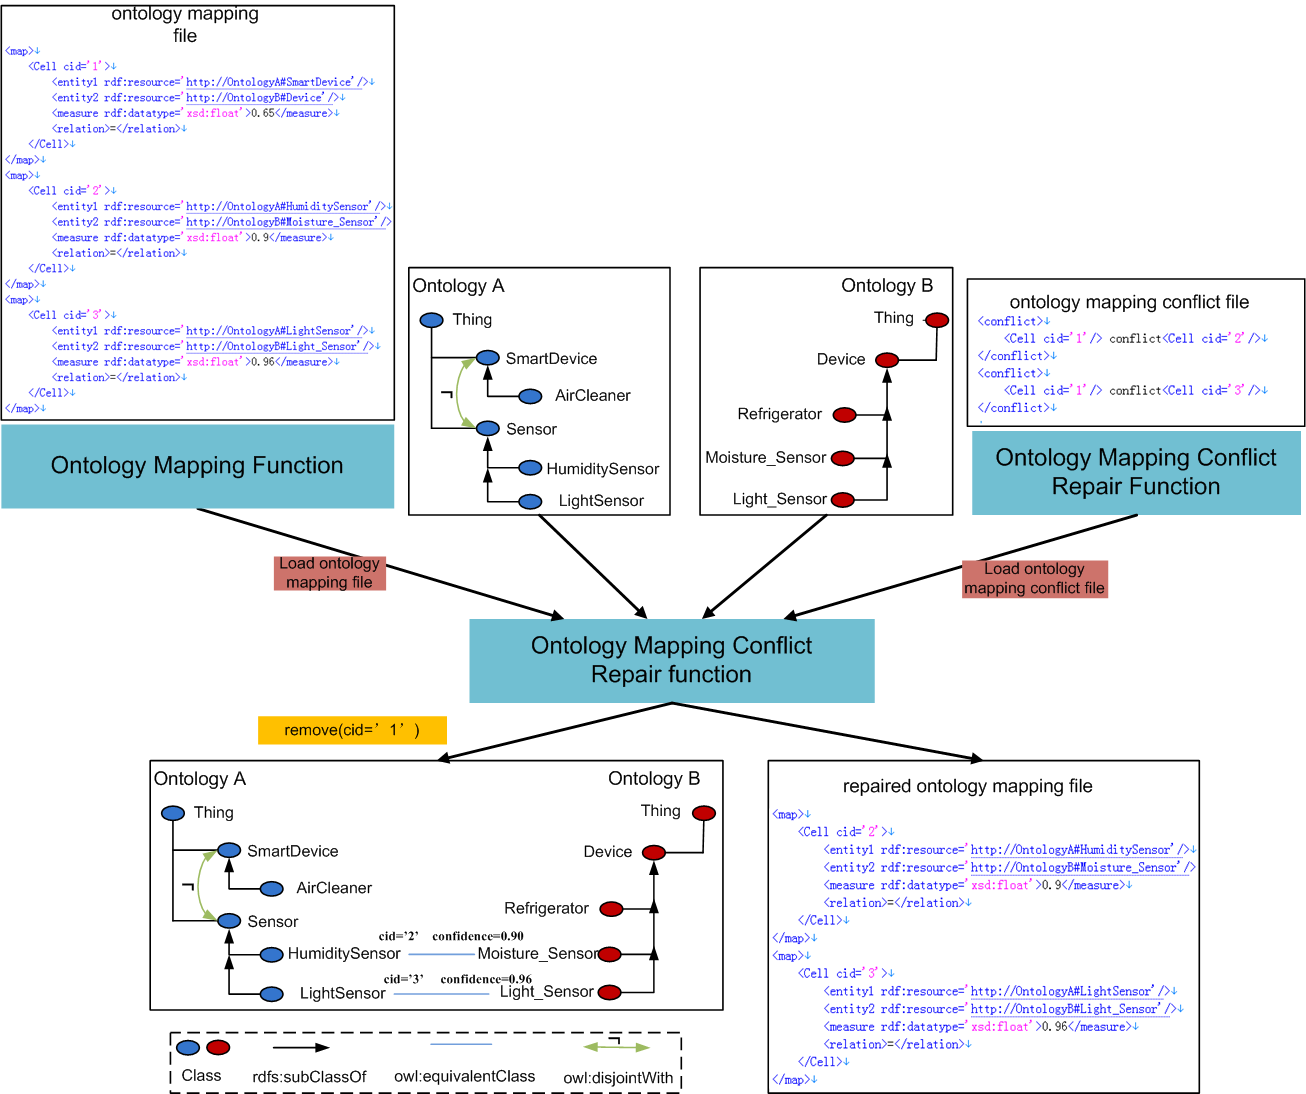 ontology mapping
file
<map>↓
<Cell cid='1'>↓
<entity1 rdf:resource='http://OntologyA#SmartDevice'/>↓
<entity2 rdf:resource='http://OntologyB#Device'/>↓
<measure rdf:datatype='xsd:float'>0.65</measure>↓
<relation>=</relation>↓
</Cell>↓
</map>↓
<map>↓
<Cell cid='2'>↓
<entity1 rdf:resource='http://OntologyA#HumiditySensor'/>↓
<entity2 rdf:resource='http://OntologyB#Moisture_Sensor'/>
<measure rdf:datatype='xsd:float'>0.9</measure>↓
<relation>=</relation>↓
</Cell>↓
</map>↓
<map>↓
<Cell cid='3'>↓
<entity1 rdf:resource='http://OntologyA#LightSensor'/>↓
<entity2 rdf:resource='http://OntologyB#Light_Sensor'/>↓
<measure rdf:datatype='xsd:float'>0.96</measure>↓
<relation>=</relation>↓
</Cell>↓
</map>↓
Ontology Mapping Function
Ontology A
Thing
SmartDevice
AirCleaner
¬
Sensor
HumiditySensor
LightSensor
Ontology B
Thing
Device
Refrigerator
Moisture_Sensor
Light_Sensor
ontology mapping conflict file
<conflict>↓
<Cell cid='1'/> conflict<Cell cid='2'/>↓
</conflict>↓
<conflict>↓
<Cell cid='1'/> conflict<Cell cid='3'/>↓
</conflict>↓
Ontology Mapping Conflict
Repair Function
Load ontology
mapping file
Load ontology
mapping conflict file
Ontology Mapping Conflict
Repair function
remove(cid=’1’)
Ontology A
Ontology B
Thing
SmartDevice
AirCleaner
¬
Sensor
HumiditySensor
LightSensor
Thing
Device
Refrigerator
cid=’2’ confidence=0.90
Moisture_Sensor
cid=’3’ confidence=0.96
Light_Sensor
repaired ontology mapping file
<map>↓
<Cell cid='2'>↓
<entity1 rdf:resource='http://OntologyA#HumiditySensor'/>↓
<entity2 rdf:resource='http://OntologyB#Moisture_Sensor'/>
<measure rdf:datatype='xsd:float'>0.9</measure>↓
<relation>=</relation>↓
</Cell>↓
</map>↓
<map>↓
<Cell cid='3'>↓
<entity1 rdf:resource='http://OntologyA#LightSensor'/>↓
<entity2 rdf:resource='http://OntologyB#Light_Sensor'/>↓
<measure rdf:datatype='xsd:float'>0.96</measure>↓
<relation>=</relation>↓
</Cell>↓
</map>↓
¬
Class rdfs:subClassOf owl:equivalentClass owl:disjointWith